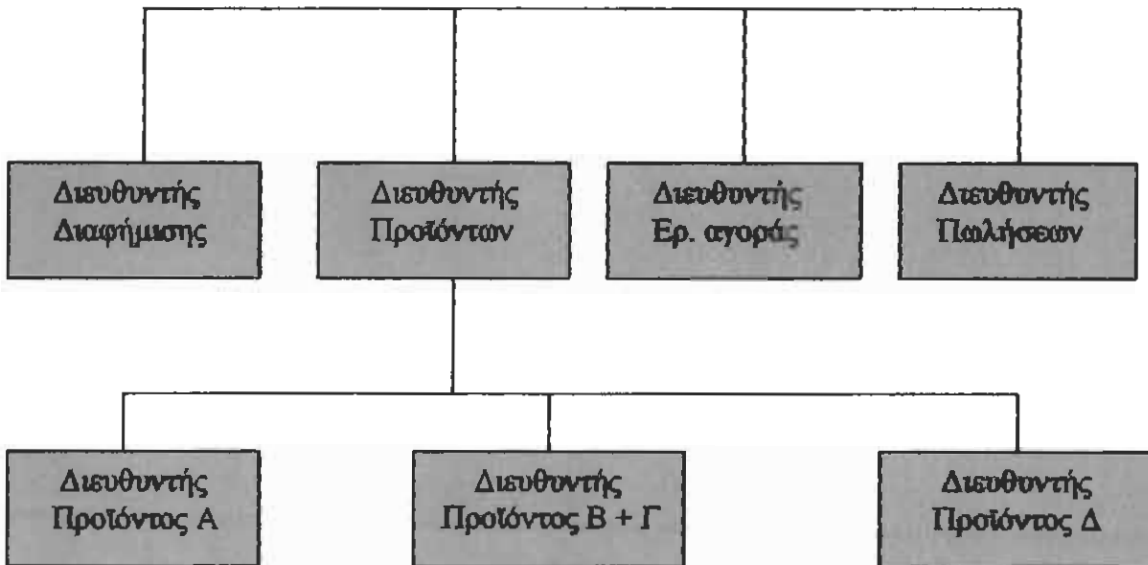 Διευθυντής
Διαφήμισης
Διευθυντής
Προϊόντων
Διευθυντής
Ερ. αγοράς
Διευθυντής
Πωλήσεων
Διευθυντής
Προϊόντος Α
Διευθυντής
Προϊόντος Β + Γ
Διευθυντής
Προϊόντος Δ